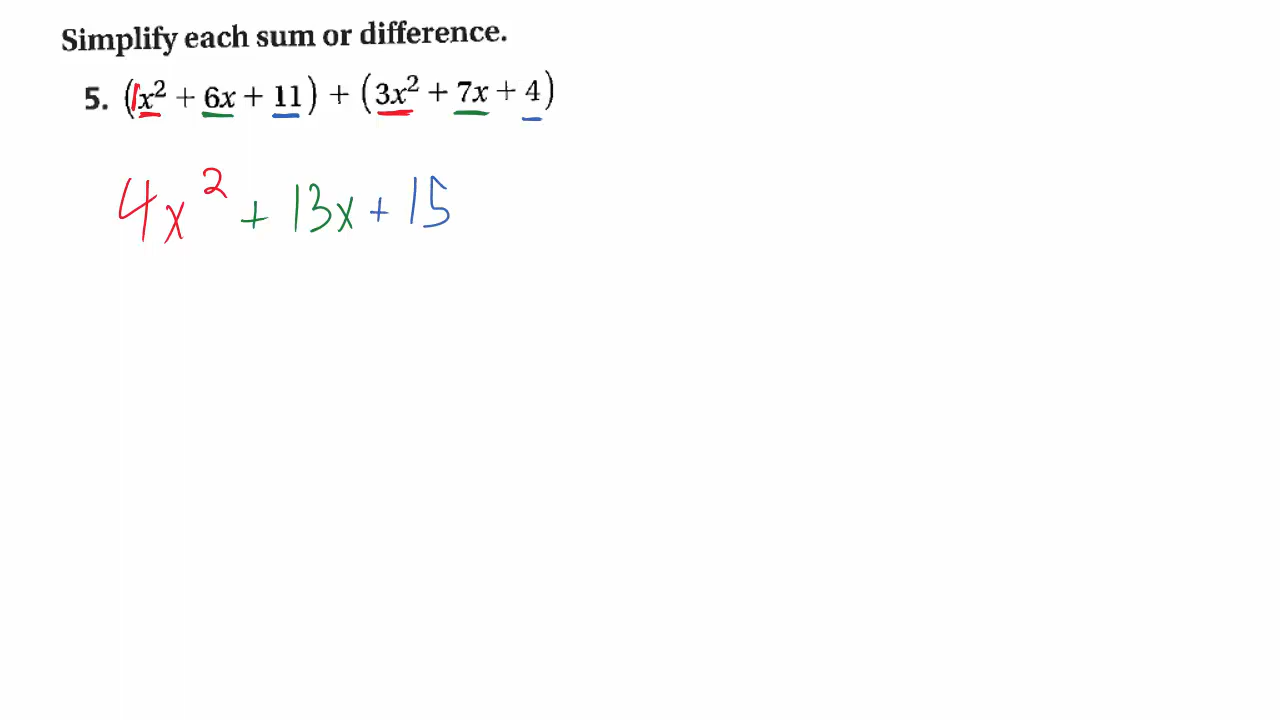 Simplify each sum or difference.
5. (1x² + 6x + 11) + (3x² + 7x + 4)
4x² + 13x + 15